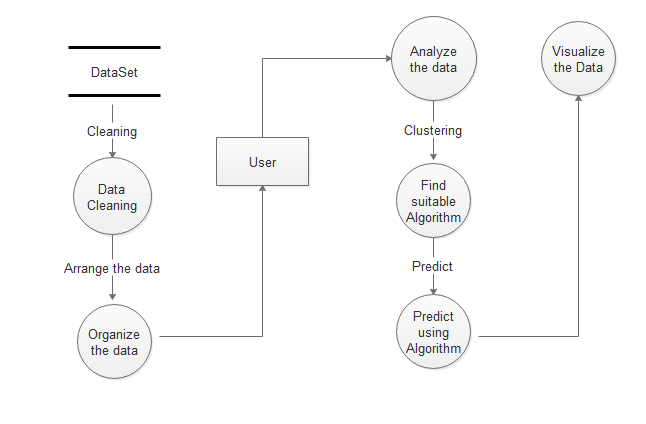 DataSet
Cleaning
Data
Cleaning
Arrange the data
Organize
the data
User
Analyze
the data
Clustering
Find
suitable
Algorithm
Predict
Predict
using
Algorithm
Visualize
the Data